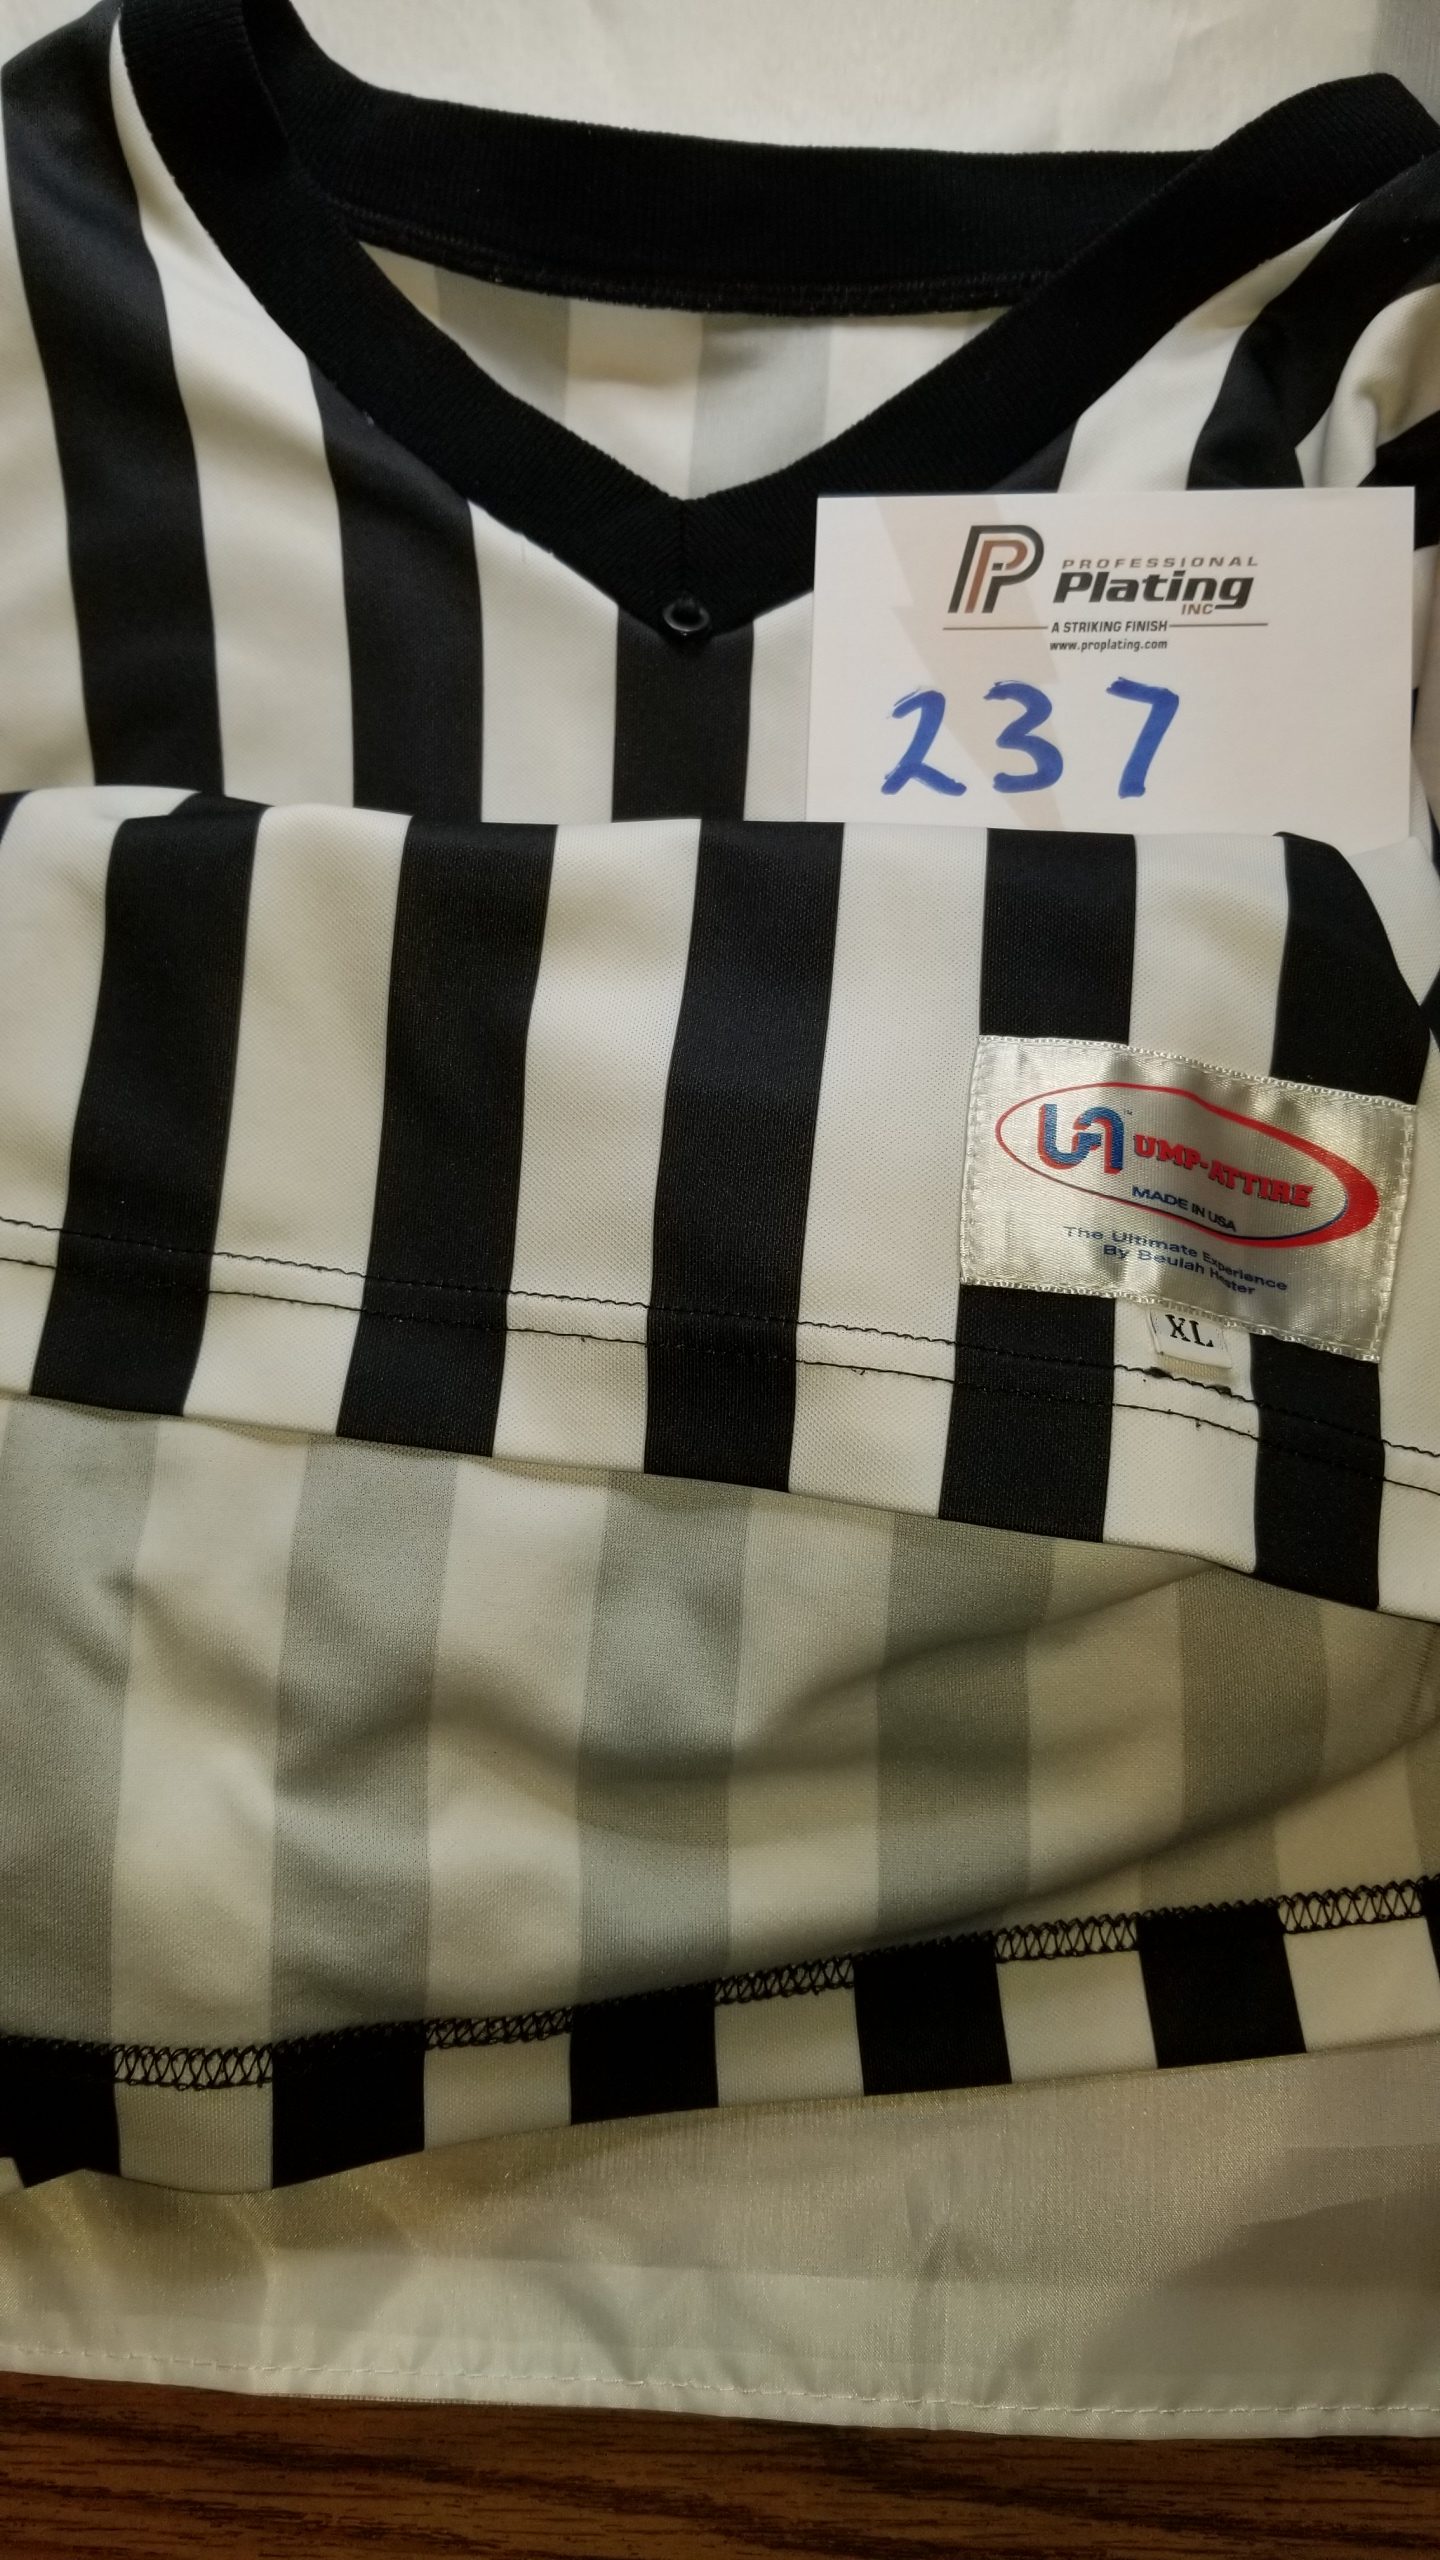 PROFESSIONAL
Plating
INC
A STRIKING FINISH
www.proplating.com
237
UA™ UMP-ATTIRE
MADE IN USA
The Ultimate Experience
By Beulah
XL